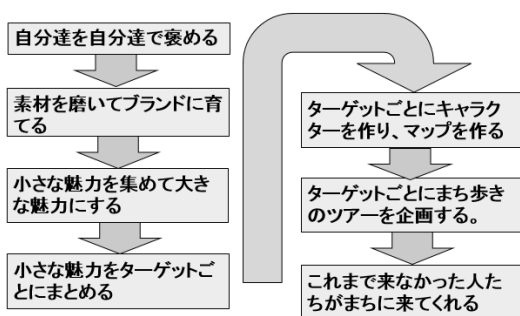 自分達を自分達で褒める
素材を磨いてブランドに育
てる
小さな魅力を集めて大き
な魅力にする
小さな魅力をターゲットご
とにまとめる
ターゲットごとにキャラク
ターを作り、マップを作る
ターゲットごとにまち歩き
のツアーを企画する。
これまで来なかった人た
ちがまちに来てくれる